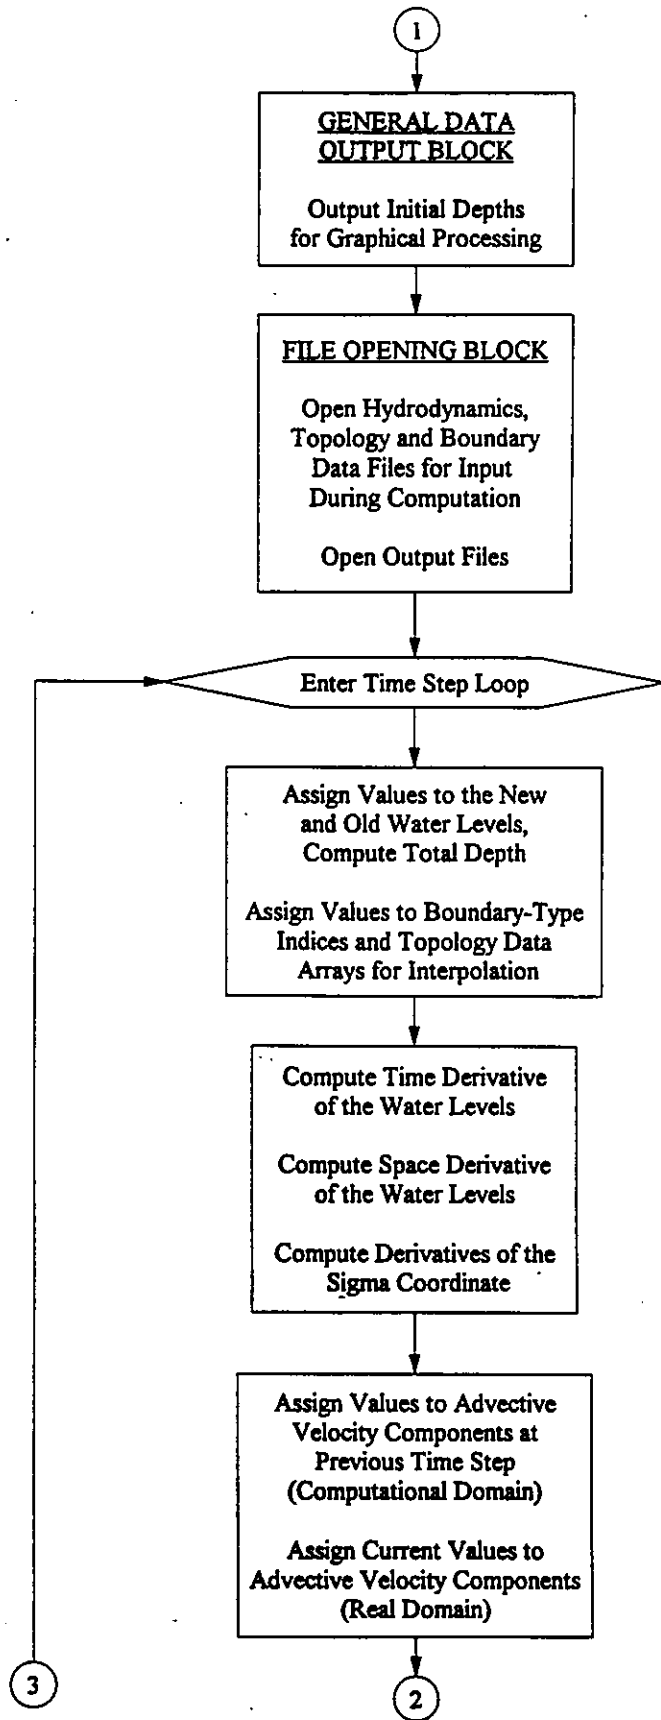 1
GENERAL DATA
OUTPUT BLOCK
Output Initial Depths
for Graphical Processing
FILE OPENING BLOCK
Open Hydrodynamics,
Topology and Boundary
Data Files for Input
During Computation
Open Output Files
Enter Time Step Loop
Assign Values to the New
and Old Water Levels,
Compute Total Depth
Assign Values to Boundary-Type
Indices and Topology Data
Arrays for Interpolation
Compute Time Derivative
of the Water Levels
Compute Space Derivative
of the Water Levels
Compute Derivatives of the
Sigma Coordinate
Assign Values to Advective
Velocity Components at
Previous Time Step
(Computational Domain)
Assign Current Values to
Advective Velocity Components
(Real Domain)
3
2